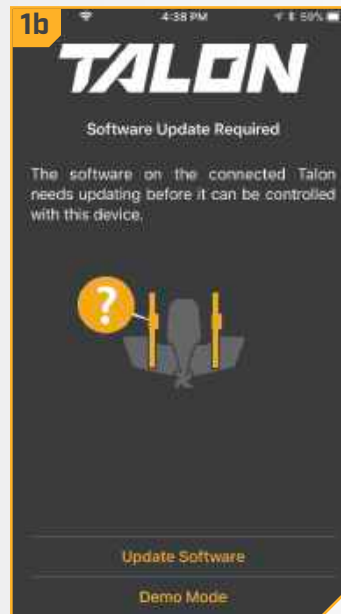 1b
4:38 PM
59%
TALON
Software Update Required
The software on the connected Talon
needs updating before it can be controlled
with this device.
?
Update Software
Demo Mode